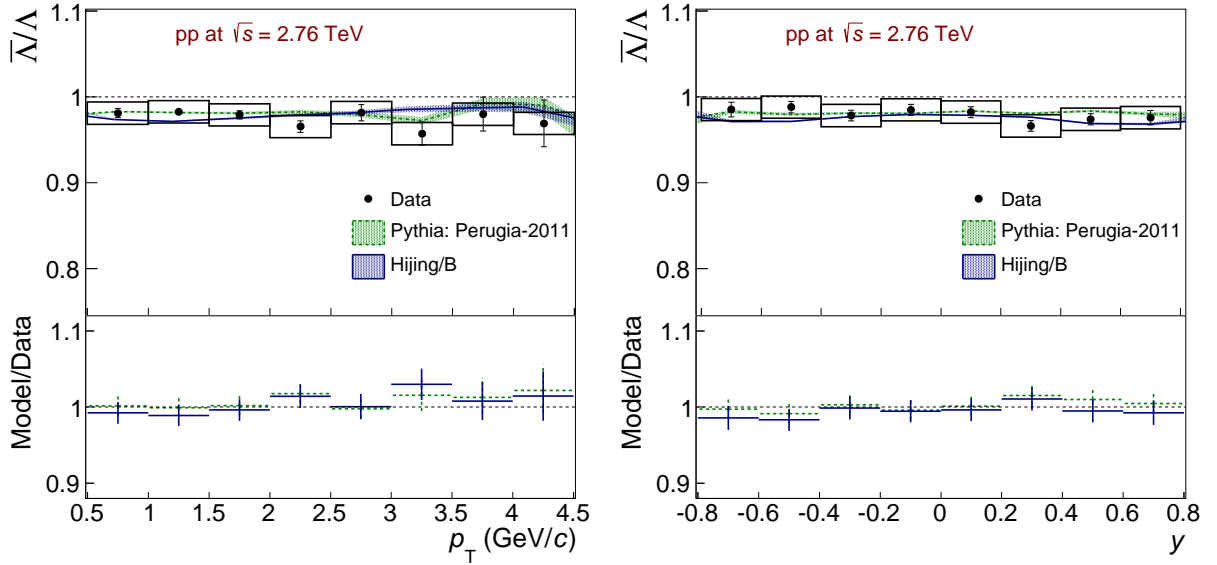 Λ̅/Λ
1.1
1
0.9
0.8
pp at √s = 2.76 TeV
Data
Pythia: Perugia-2011
Hijing/B
Model/Data
1.1
1
0.9
0.5 1 1.5 2 2.5 3 3.5 4 4.5
p_T (GeV/c)
Λ̅/Λ
1.1
1
0.9
0.8
pp at √s = 2.76 TeV
Data
Pythia: Perugia-2011
Hijing/B
Model/Data
1.1
1
0.9
-0.8 -0.6 -0.4 -0.2 0 0.2 0.4 0.6 0.8
y